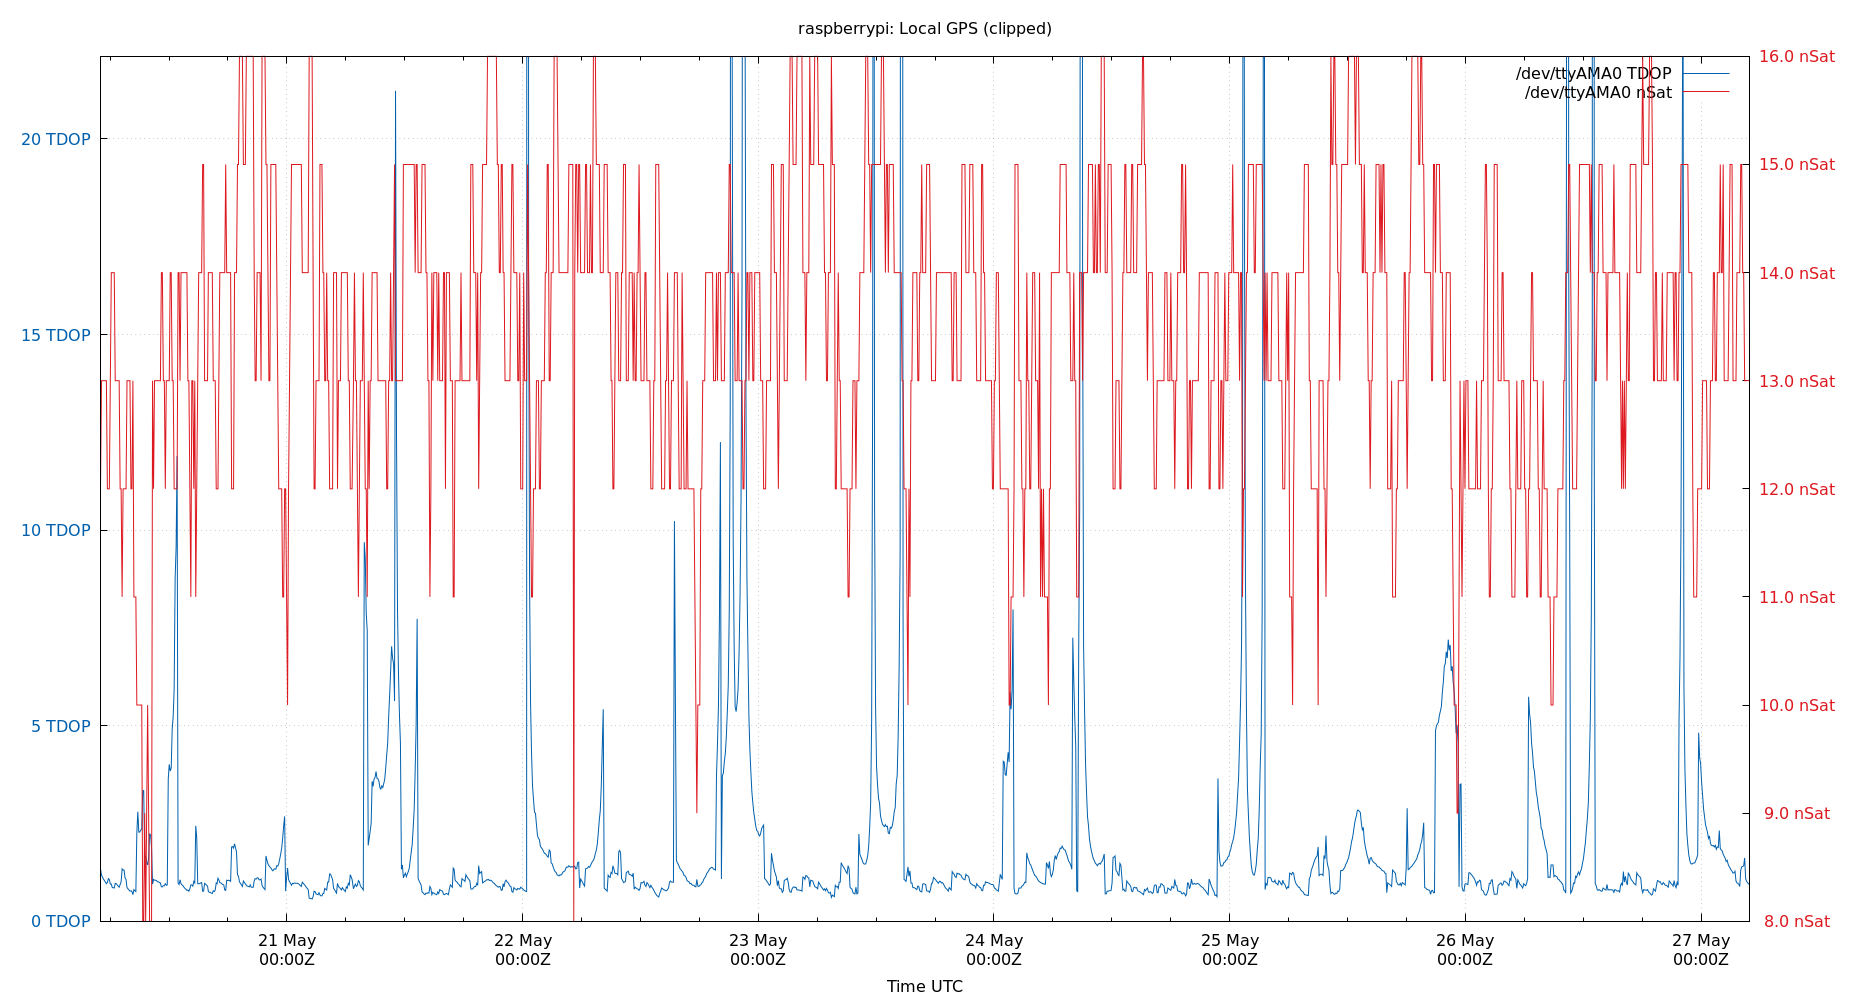 raspberrypi: Local GPS (clipped)
/dev/ttyAMA0 TDOP
/dev/ttyAMA0 nSat
20 TDOP
15 TDOP
10 TDOP
5 TDOP
0 TDOP
16.0 nSat
15.0 nSat
14.0 nSat
13.0 nSat
12.0 nSat
11.0 nSat
10.0 nSat
9.0 nSat
8.0 nSat
21 May
00:00Z
22 May
00:00Z
23 May
00:00Z
24 May
00:00Z
25 May
00:00Z
26 May
00:00Z
27 May
00:00Z
Time UTC